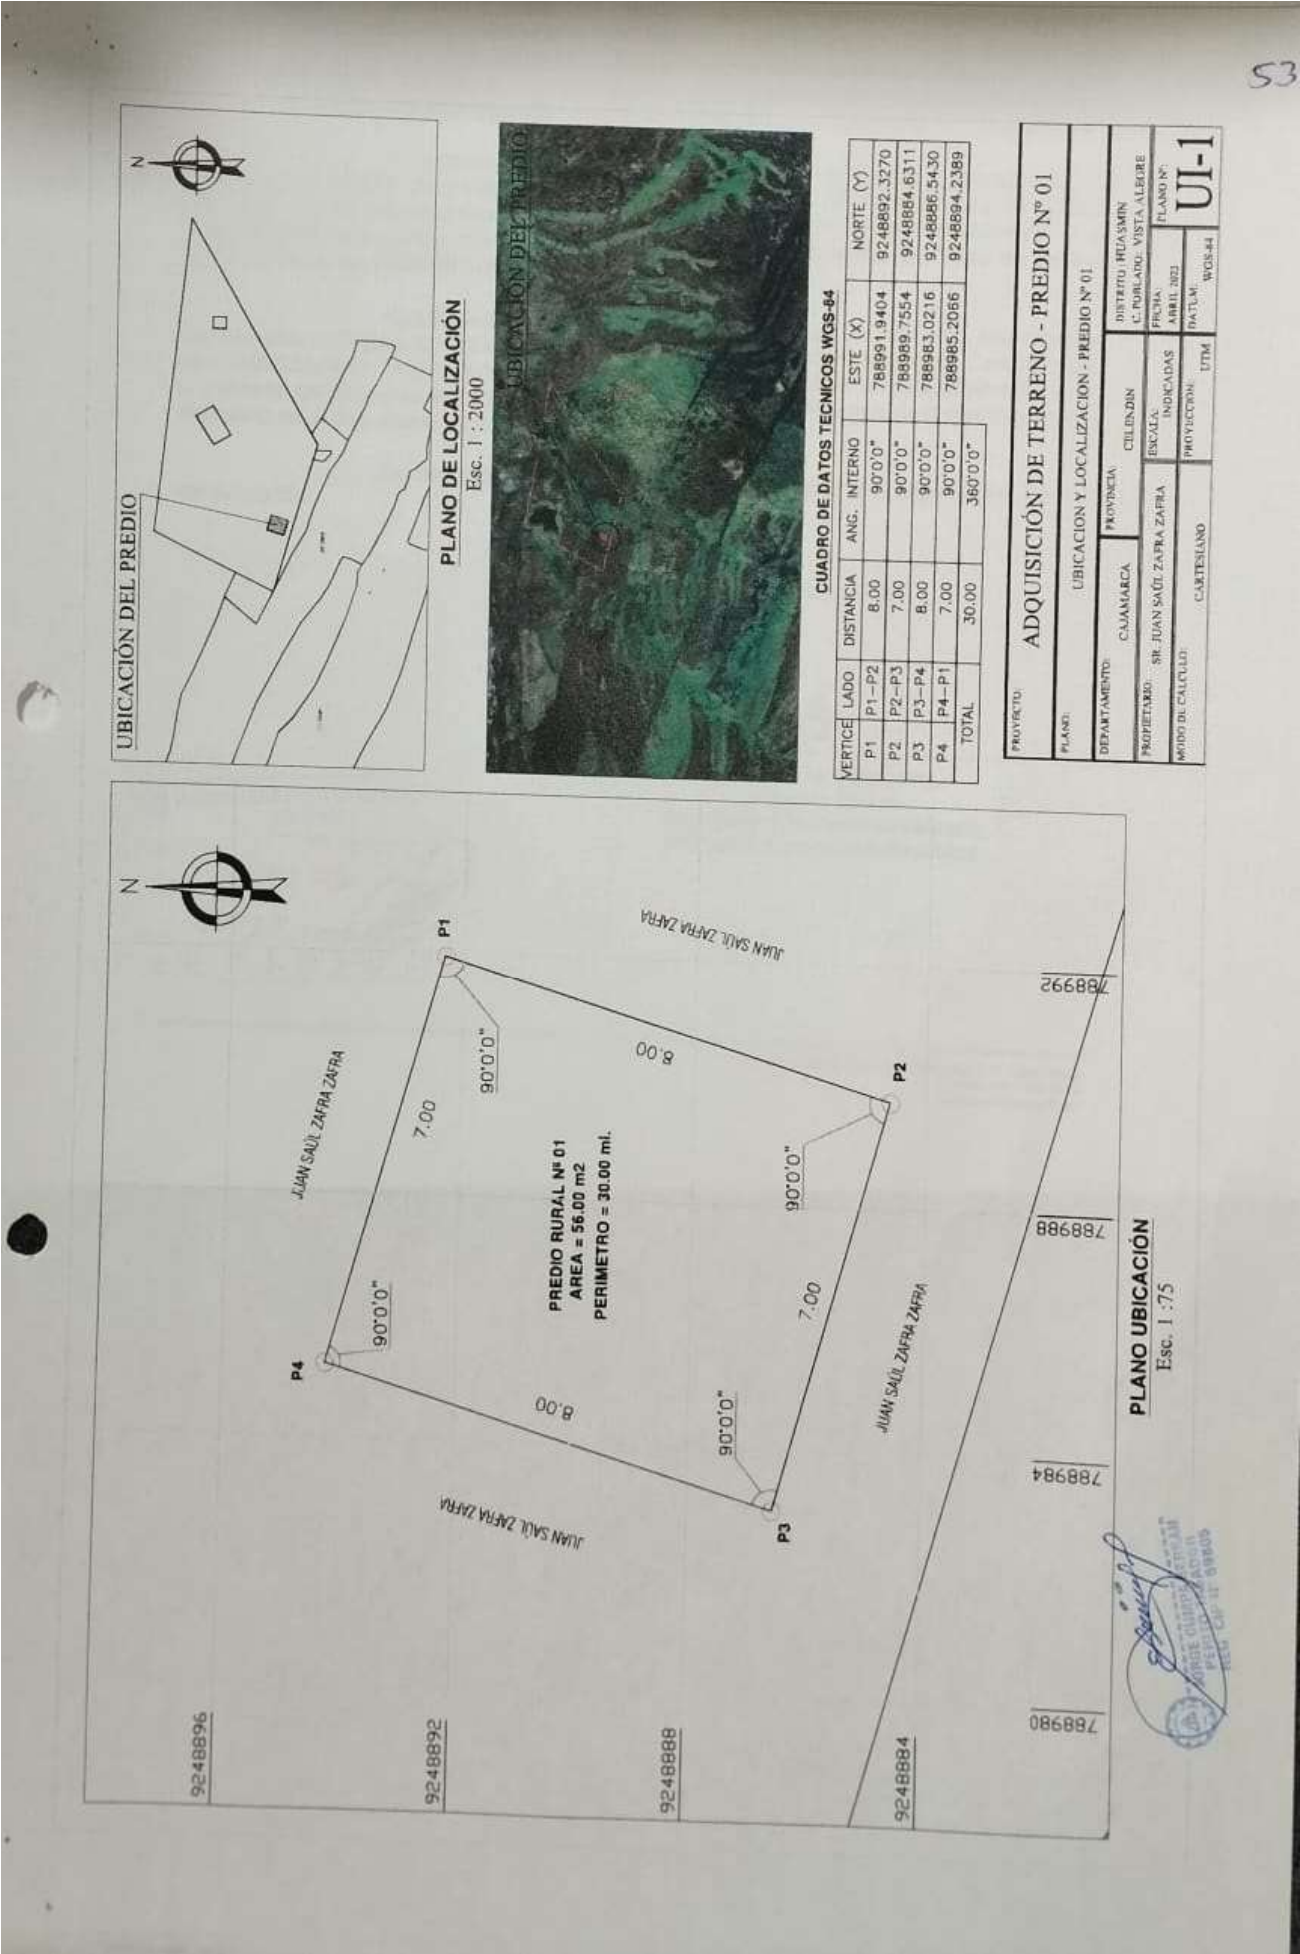 53
UBICACIÓN DEL PREDIO
N
PLANO DE LOCALIZACIÓN
Esc. 1 : 2000
UBICACIÓN DEL PREDIO
CUADRO DE DATOS TECNICOS WGS-84
VERTICE LADO DISTANCIA ANG. INTERNO ESTE (X) NORTE (Y)
P1 P1-P2 8.00 90°0'0" 788991.9404 9248892.3270
P2 P2-P3 7.00 90°0'0" 788989.7554 9248884.6311
P3 P3-P4 8.00 90°0'0" 788983.0216 9248886.5430
P4 P4-P1 7.00 90°0'0" 788985.2066 9248894.2389
TOTAL 30.00 360°0'0"
PROYECTO:
ADQUISICIÓN DE TERRENO - PREDIO Nº 01
PLANO:
UBICACION Y LOCALIZACION - PREDIO Nº 01
DEPARTAMENTO: CAJAMARCA
PROVINCIA: CELENDIN
DISTRITO: HUASMIN
C. POBLADO: VISTA ALEGRE
PROPIETARIO: SR. JUAN SAÚL ZAFRA ZAFRA
ESCALA: INDICADAS
FECHA: ABRIL 2022
PLANO Nº:
UI-1
MODO DE CALCULO: CARTESIANO
PROYECCION: UTM
DATUM: WGS-84
N
P1
P2
P3
P4
JUAN SAÚL ZAFRA ZAFRA
JUAN SAÚL ZAFRA ZAFRA
JUAN SAÚL ZAFRA ZAFRA
JUAN SAÚL ZAFRA ZAFRA
7.00
8.00
7.00
8.00
90°0'0"
90°0'0"
90°0'0"
90°0'0"
PREDIO RURAL Nº 01
AREA = 56.00 m2
PERIMETRO = 30.00 ml.
9248896
9248892
9248888
9248884
788980
788984
788988
788992
PLANO UBICACIÓN
Esc. 1 :75
JORGE
PERITO
REG. CIP Nº